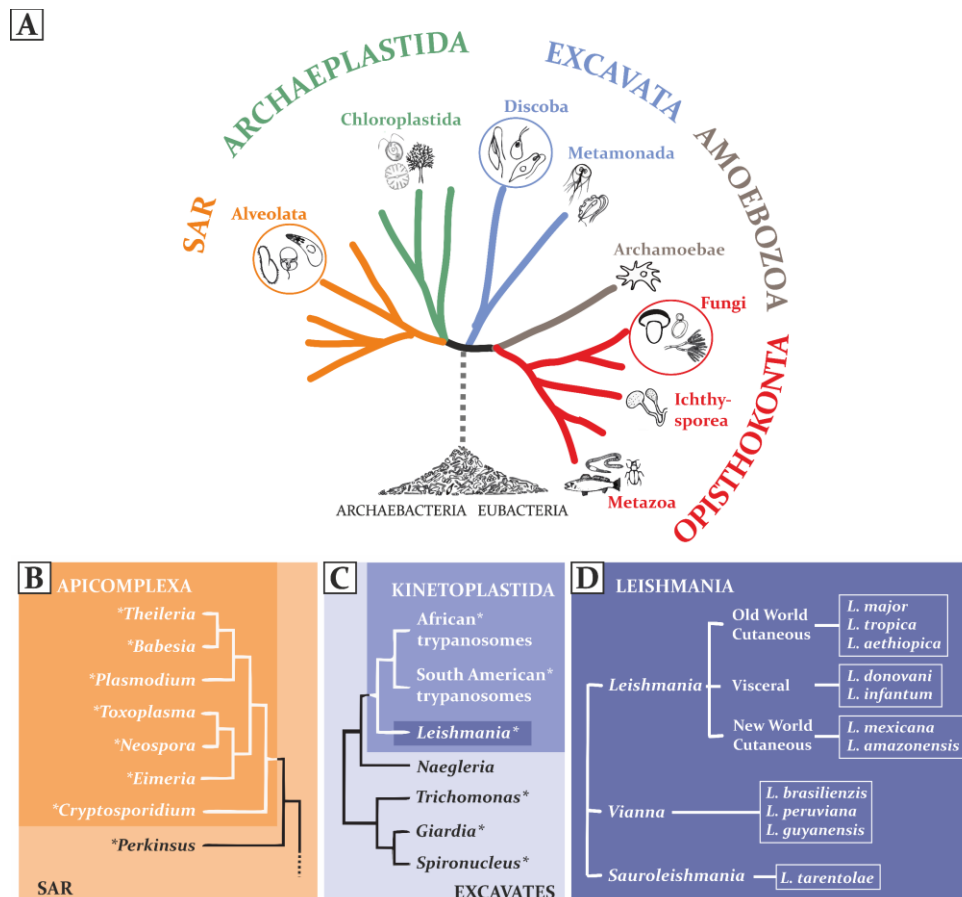 A
ARCHAEPLASTIDA
EXCAVATA
AMOEBOZOA
SAR
OPISTHOKONTA
Discoba
Chloroplastida
Metamonada
Alveolata
Archamoebae
Fungi
Ichthy-
sporea
Metazoa
ARCHAEBACTERIA EUBACTERIA
B
APICOMPLEXA
*Theileria
*Babesia
*Plasmodium
*Toxoplasma
*Neospora
*Eimeria
*Cryptosporidium
*Perkinsus
SAR
C
KINETOPLASTIDA
African*
trypanosomes
South American*
trypanosomes
Leishmania*
Naegleria
Trichomonas*
Giardia*
Spironucleus*
EXCAVATES
D
LEISHMANIA
Leishmania
Old World
Cutaneous
L. major
L. tropica
L. aethiopica
Visceral
L. donovani
L. infantum
New World
Cutaneous
L. mexicana
L. amazonensis
Vianna
L. brasilienzis
L. peruviana
L. guyanensis
Sauroleishmania
L. tarentolae